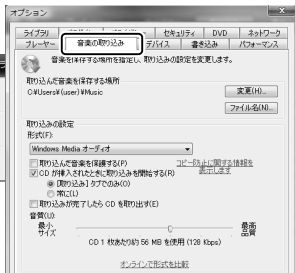 オプション
ライブラリ セキュリティ DVD ネットワーク
プレーヤー 音楽の取り込み デバイス 書き込み パフォーマンス
音楽を保存する場所を指定し、取り込みの設定を変更します。
取り込んだ音楽を保存する場所
C:¥Users¥(user)¥Music
変更(H)...
ファイル名(N)...
取り込みの設定
形式(F):
Windows Media オーディオ
取り込んだ音楽を保護する(P)
コピー防止に関する情報を表示します
CD が挿入されたときに取り込みを開始する(R)
[取り込み] タブでのみ(O)
常に(L)
取り込みが完了したら CD を取り出す(E)
音質(U):
最小サイズ 最高品質
CD 1 枚あたり約 56 MB を使用 (128 Kbps)
オンラインで形式を比較